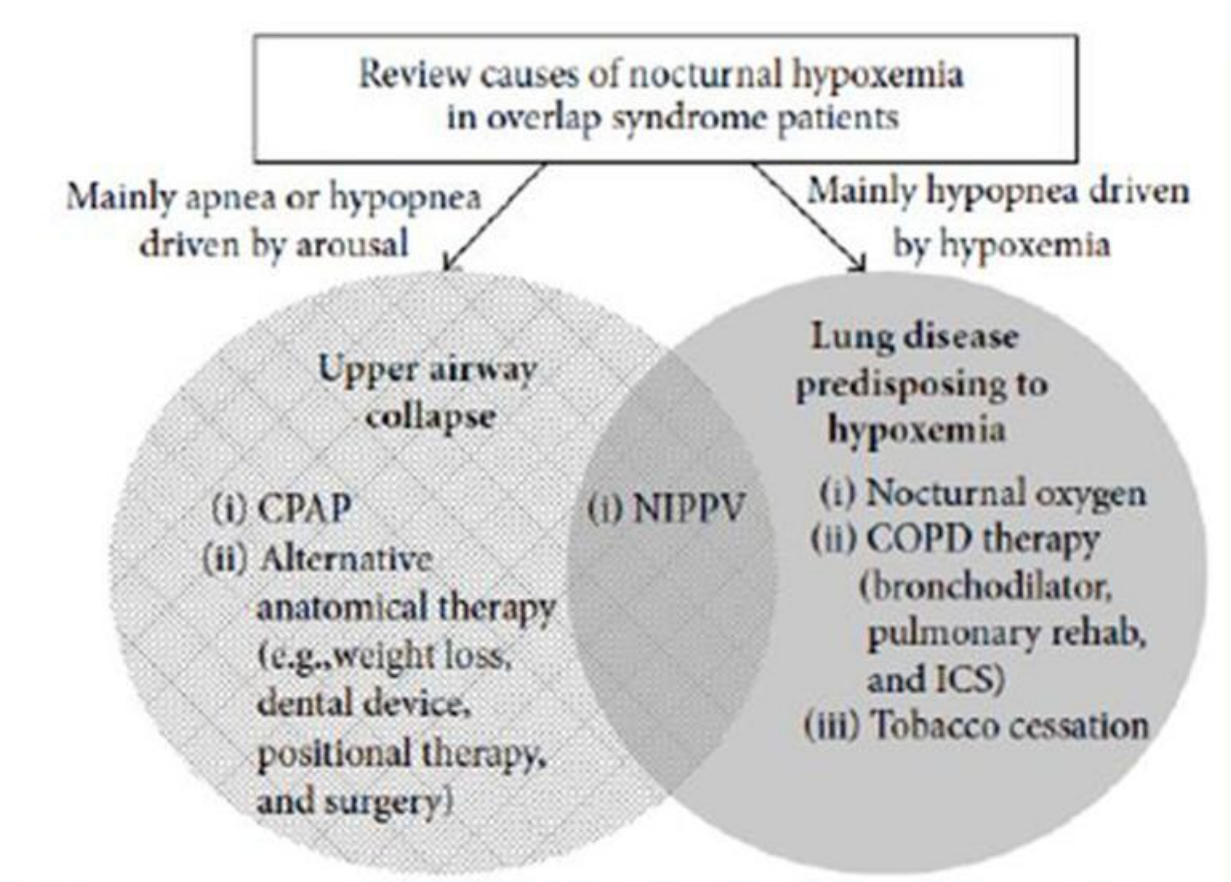 Review causes of nocturnal hypoxemia
in overlap syndrome patients
Mainly apnea or hypopnea
driven by arousal
Mainly hypopnea driven
by hypoxemia
Upper airway
collapse
(i) CPAP
(ii) Alternative
anatomical therapy
(e.g.,weight loss,
dental device,
positional therapy,
and surgery)
(i) NIPPV
Lung disease
predisposing to
hypoxemia
(i) Nocturnal oxygen
(ii) COPD therapy
(bronchodilator,
pulmonary rehab,
and ICS)
(iii) Tobacco cessation